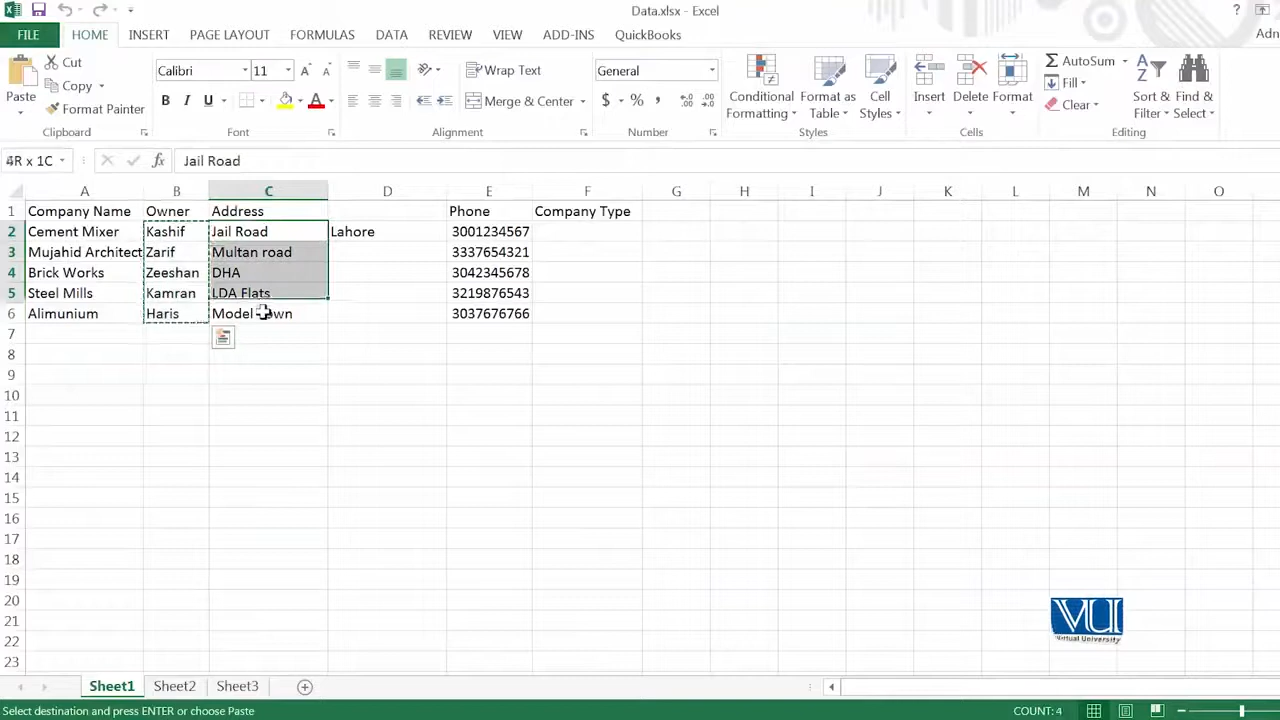 Data.xlsx - Excel
?
FILE HOME INSERT PAGE LAYOUT FORMULAS DATA REVIEW VIEW ADD-INS QuickBooks Adn
Paste Cut Copy Format Painter Clipboard
Calibri 11 A A B I U A Font
Wrap Text Merge & Center Alignment
General $ % , .00 Number
Conditional Formatting Format as Table Cell Styles Styles
Insert Delete Format Cells
AutoSum Fill Clear Sort & Filter Find & Select Editing
4R x 1C fx Jail Road
A B C D E F G H I J K L M N O
1 Company Name Owner Address Phone Company Type
2 Cement Mixer Kashif Jail Road Lahore 3001234567
3 Mujahid Architect Zarif Multan road 3337654321
4 Brick Works Zeeshan DHA 3042345678
5 Steel Mills Kamran LDA Flats 3219876543
6 Alimunium Haris Model 3037676766
7
8
9
10
11
12
13
14
15
16
17
18
19
20
21
22
23
VU
Virtual University
Sheet1 Sheet2 Sheet3
Select destination and press ENTER or choose Paste COUNT: 4